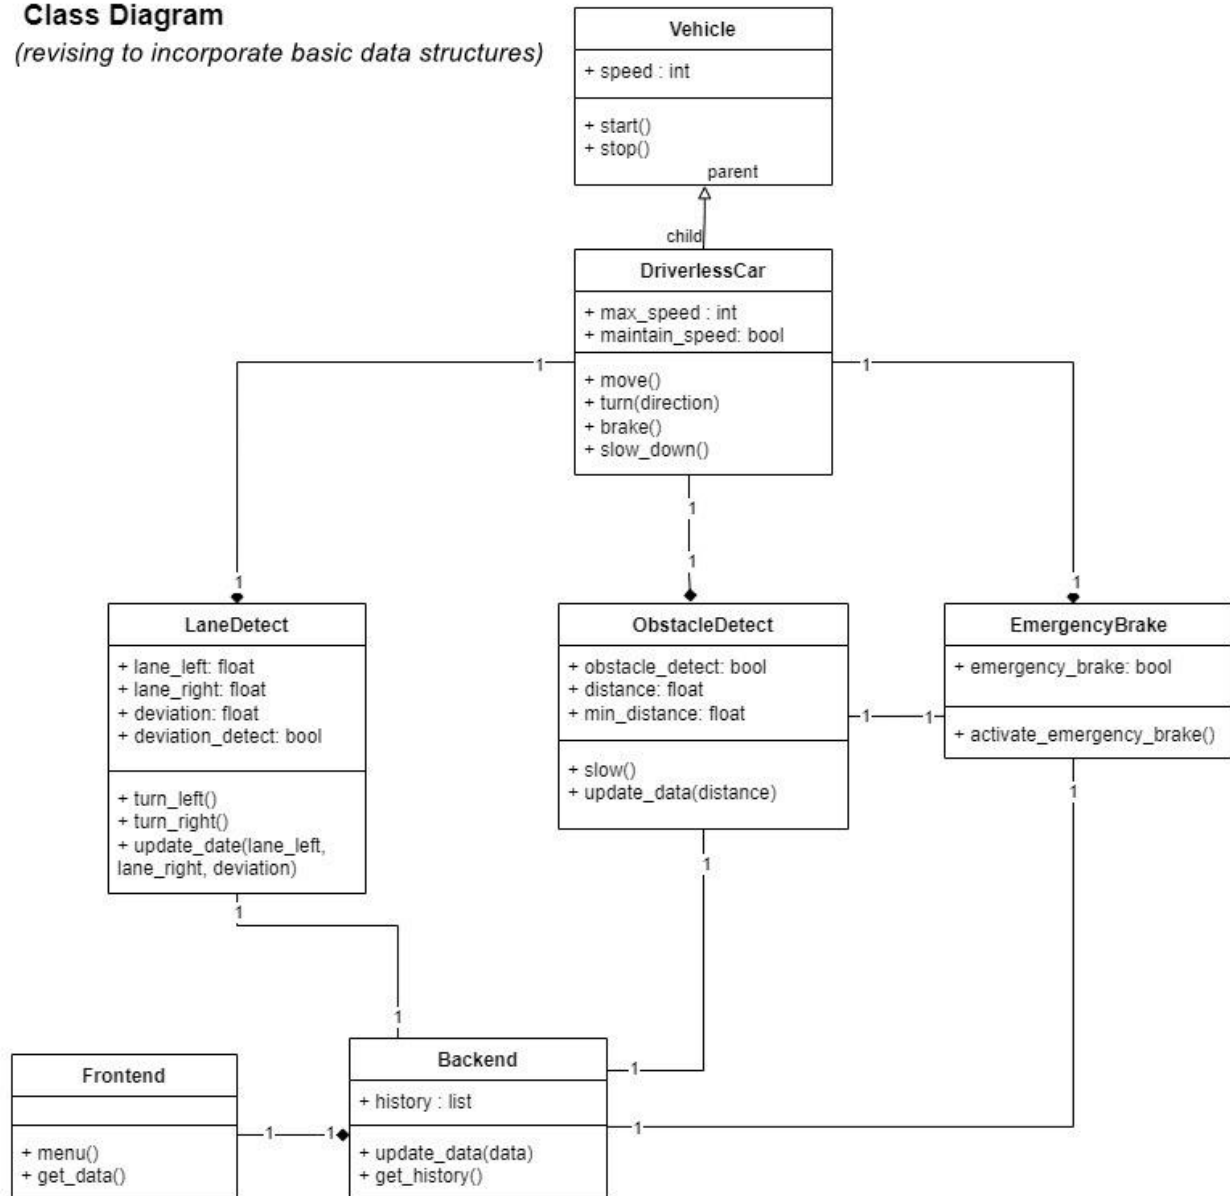 Class Diagram
(revising to incorporate basic data structures)
Vehicle
+ speed : int
+ start()
+ stop()
parent
child
DriverlessCar
+ max_speed : int
+ maintain_speed: bool
+ move()
+ turn(direction)
+ brake()
+ slow_down()
1
1
1
1
1
1
LaneDetect
+ lane_left: float
+ lane_right: float
+ deviation: float
+ deviation_detect: bool
+ turn_left()
+ turn_right()
+ update_date(lane_left,
lane_right, deviation)
ObstacleDetect
+ obstacle_detect: bool
+ distance: float
+ min_distance: float
+ slow()
+ update_data(distance)
1
1
EmergencyBrake
+ emergency_brake: bool
+ activate_emergency_brake()
1
1
1
1
1
1
Frontend
+ menu()
+ get_data()
1
1
Backend
+ history : list
+ update_data(data)
+ get_history()